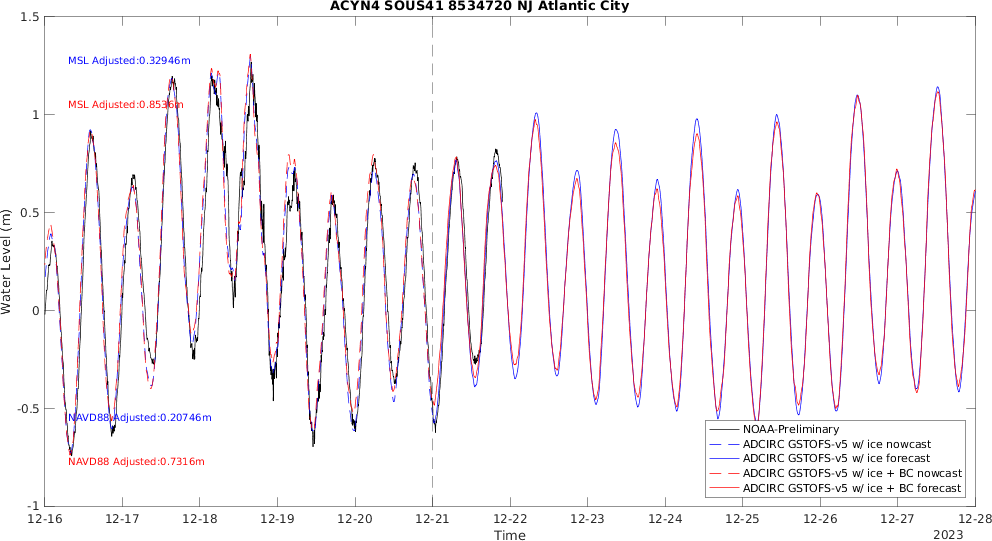 ACYN4 SOUS41 8534720 NJ Atlantic City
1.5
1
0.5
0
-0.5
-1
Water Level (m)
MSL Adjusted:0.32946m
MSL Adjusted:0.8536m
NAVD88 Adjusted:0.20746m
NAVD88 Adjusted:0.7316m
NOAA-Preliminary
ADCIRC GSTOFS-v5 w/ ice nowcast
ADCIRC GSTOFS-v5 w/ ice forecast
ADCIRC GSTOFS-v5 w/ ice + BC nowcast
ADCIRC GSTOFS-v5 w/ ice + BC forecast
12-16 12-17 12-18 12-19 12-20 12-21 12-22 12-23 12-24 12-25 12-26 12-27 12-28
Time
2023